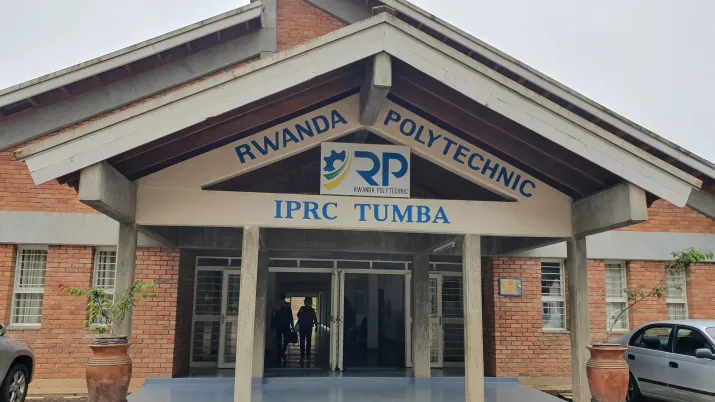 RWANDA POLYTECHNIC
RP
RWANDA POLYTECHNIC
IPRC TUMBA